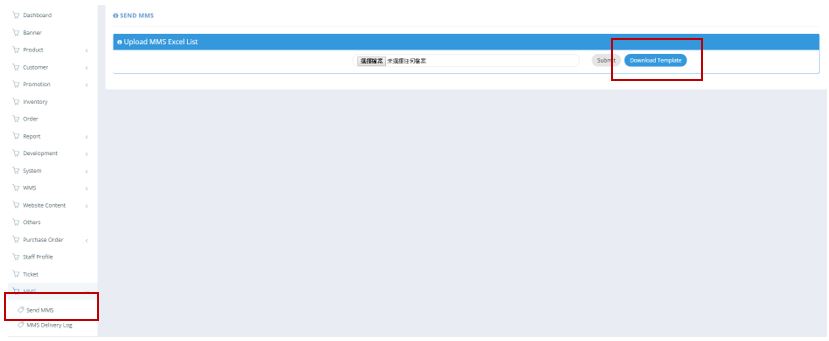 Dashboard
Banner
Product
Customer
Promotion
Inventory
Order
Report
Development
System
WMS
Website Content
Others
Purchase Order
Staff Profile
Ticket
MMS
Send MMS
MMS Delivery Log
SEND MMS
Upload MMS Excel List
選擇檔案 未選擇任何檔案
Submit
Download Template